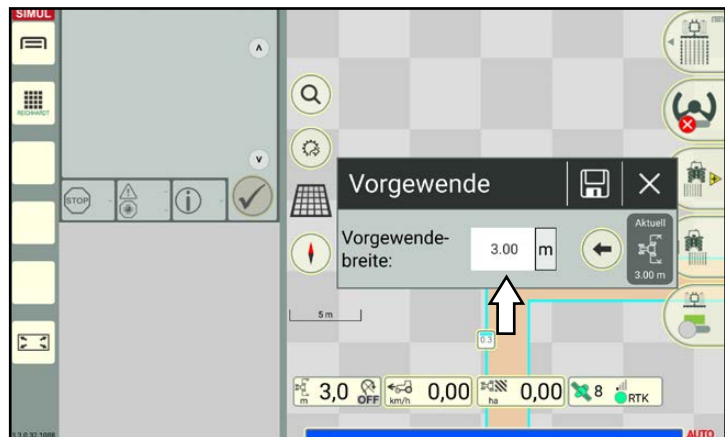 SIMUL
REICHHARDT
STOP
Vorgewende
Vorgewende-
breite:
3.00 m
Aktuell
3.00 m
5 m
0.3
m 3,0 OFF
km/h 0,00
ha 0,00
8 RTK
AUTO